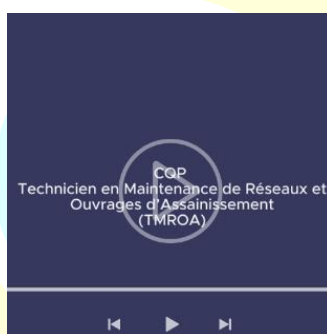 CQP
Technicien en Maintenance de Réseaux et
Ouvrages d'Assainissement
(TMROA)